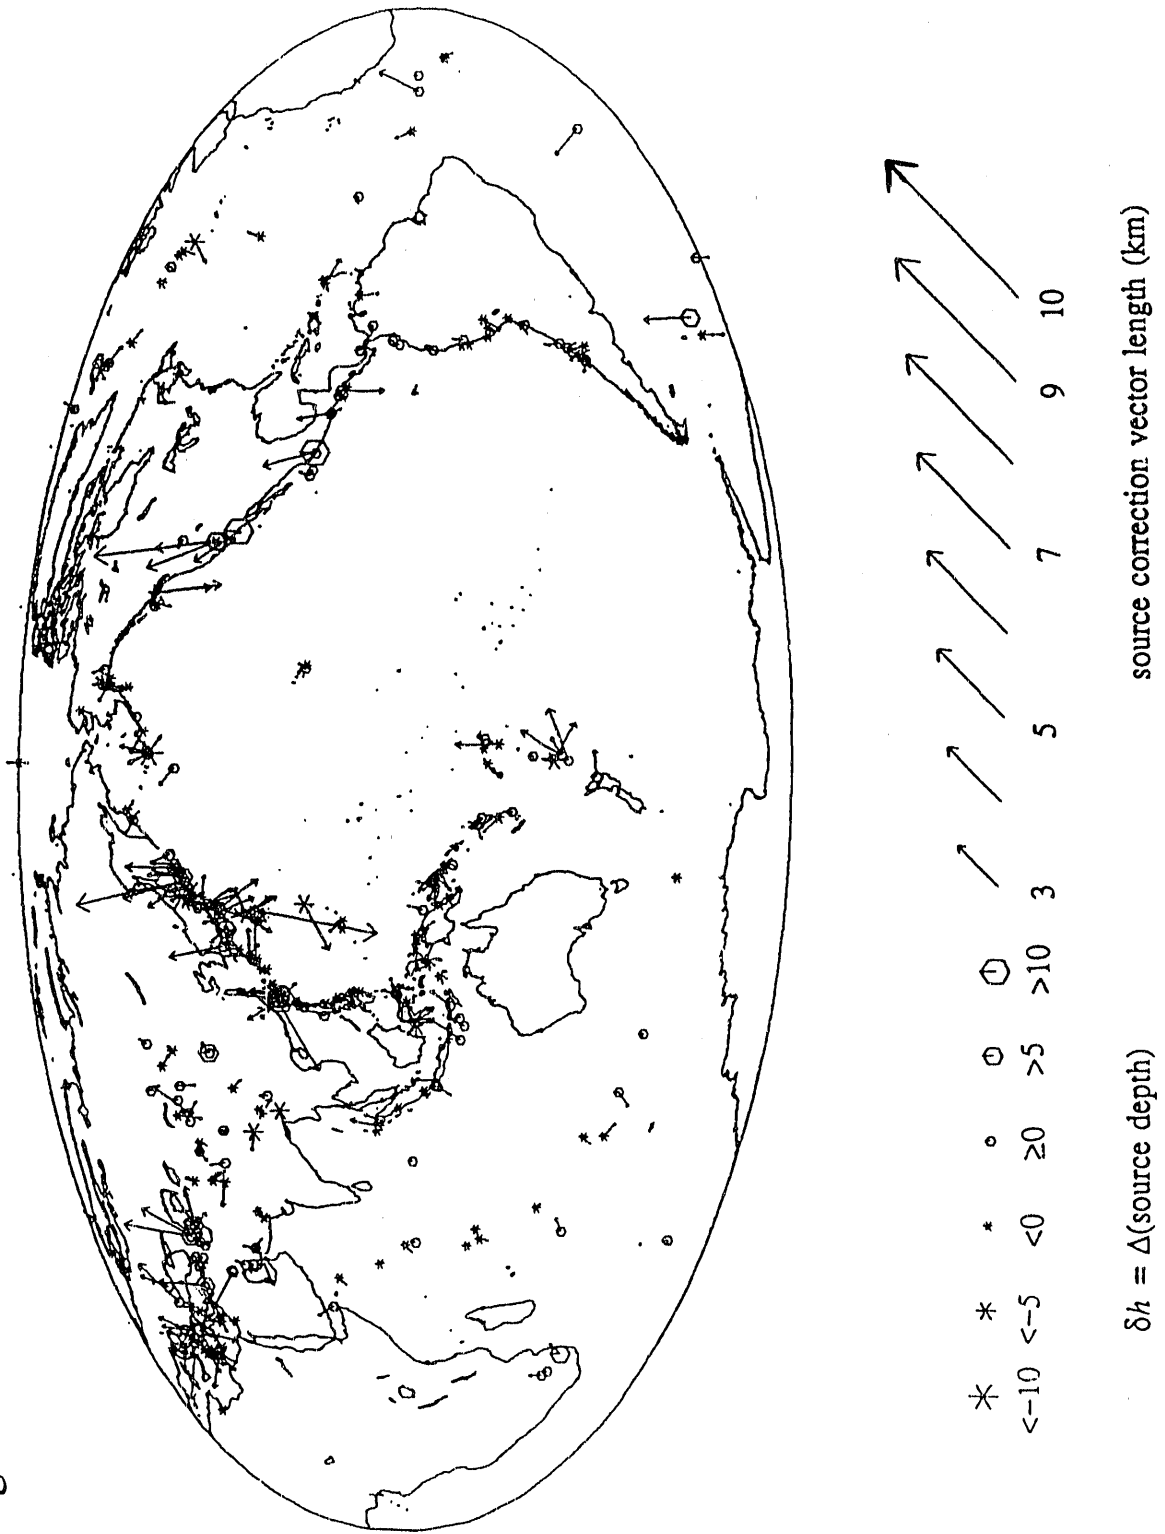 <-10 <-5 <0 ≥0 >5 >10 3 5 7 9 10
δh = Δ(source depth) source correction vector length (km)